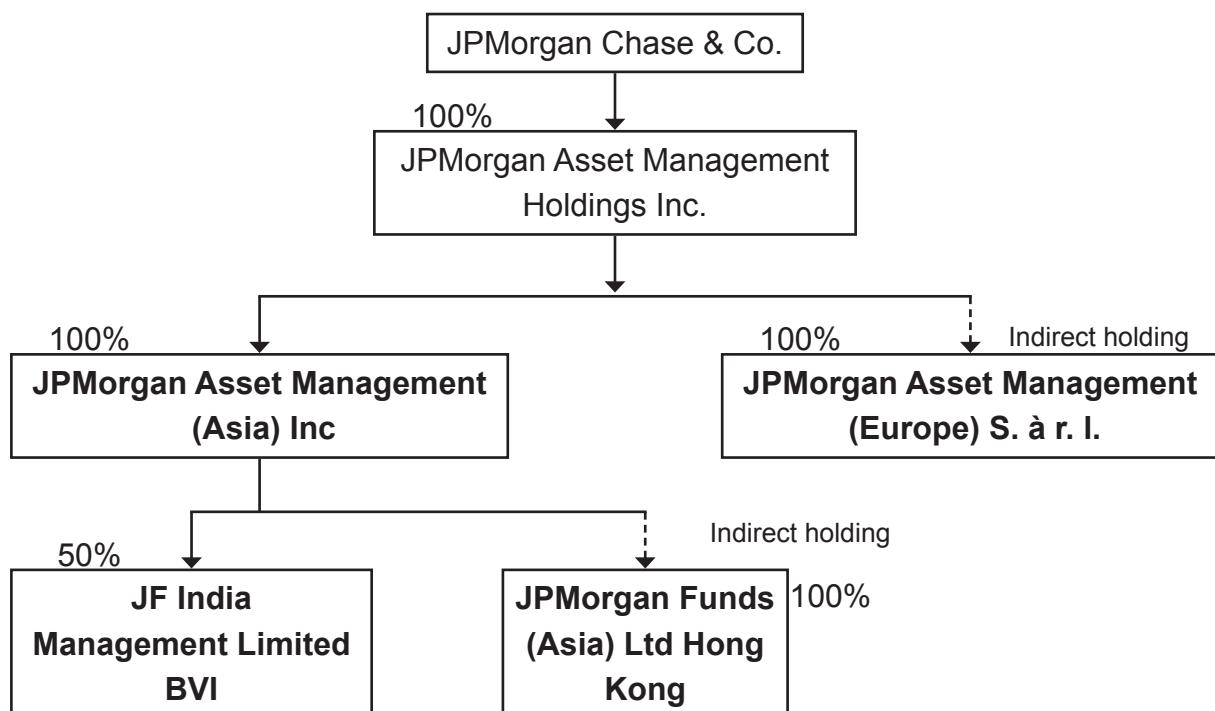 JPMorgan Chase & Co.
100%
JPMorgan Asset Management
Holdings Inc.
100%
JPMorgan Asset Management
(Asia) Inc
100%
Indirect holding
JPMorgan Asset Management
(Europe) S. à r. l.
50%
JF India
Management Limited
BVI
Indirect holding
JPMorgan Funds
(Asia) Ltd Hong
Kong
100%